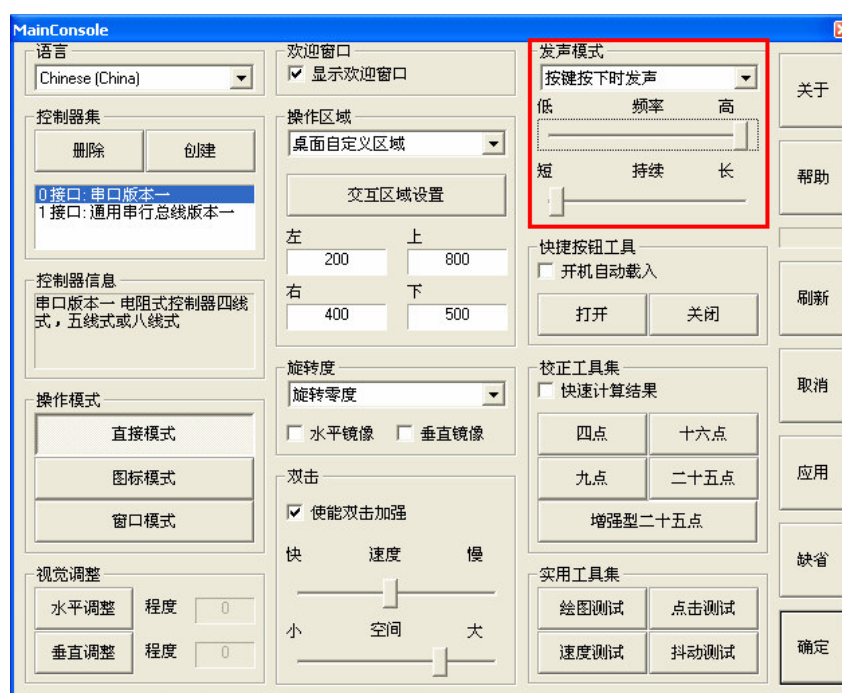 MainConsole
语言
Chinese (China)
控制器集
删除 创建
0接口: 串口版本一
1接口: 通用串行总线版本一
控制器信息
串口版本一 电阻式控制器四线
式，五线式或八线式
操作模式
直接模式
图标模式
窗口模式
视觉调整
水平调整 程度 0
垂直调整 程度 0
欢迎窗口
显示欢迎窗口
操作区域
桌面自定义区域
交互区域设置
左 上
200 800
右 下
400 500
旋转度
旋转零度
水平镜像 垂直镜像
双击
使能双击加强
快 速度 慢
小 空间 大
发声模式
按键按下时发声
低 频率 高
短 持续 长
快捷按钮工具
开机自动载入
打开 关闭
校正工具集
快速计算结果
四点 十六点
九点 二十五点
增强型二十五点
实用工具集
绘图测试 点击测试
速度测试 抖动测试
关于
帮助
刷新
取消
应用
缺省
确定